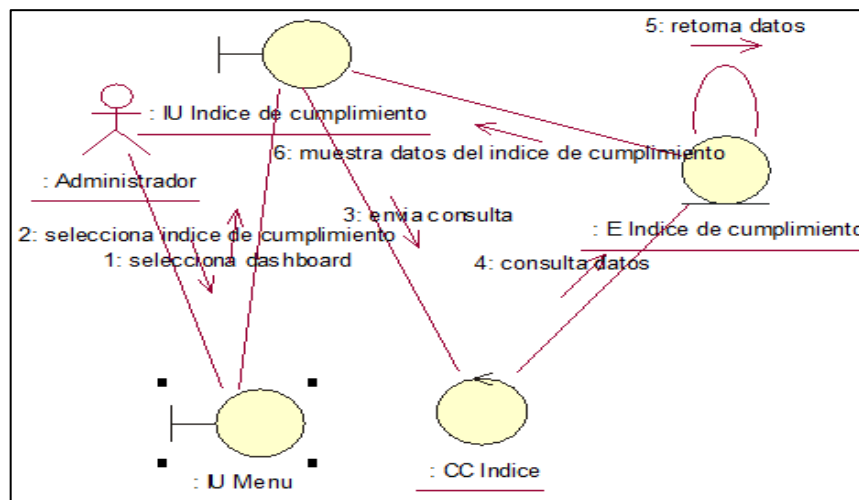 5: retorna datos
: IU Indice de cumplimiento
6: muestra datos del indice de cumplimiento
: Administrador
3: envia consulta
: E Indice de cumplimiento
2: selecciona indice de cumplimiento
1: selecciona dashboard
4: consulta datos
: IU Menu
: CC Indice